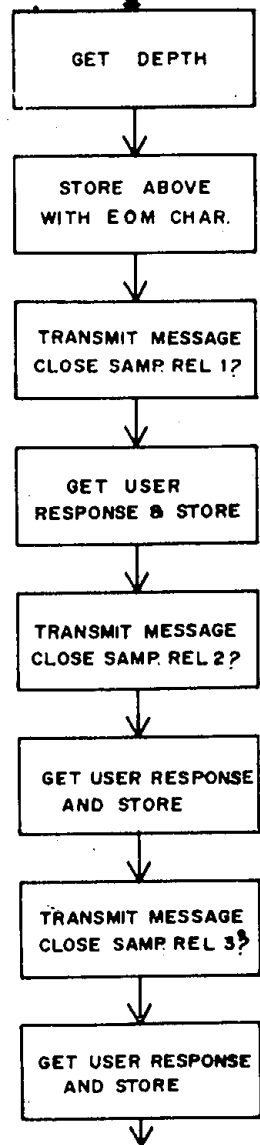 GET DEPTH
STORE ABOVE
WITH EOM CHAR.
TRANSMIT MESSAGE
CLOSE SAMP. REL 1?
GET USER
RESPONSE & STORE
TRANSMIT MESSAGE
CLOSE SAMP. REL 2?
GET USER RESPONSE
AND STORE
TRANSMIT MESSAGE
CLOSE SAMP. REL 3?
GET USER RESPONSE
AND STORE